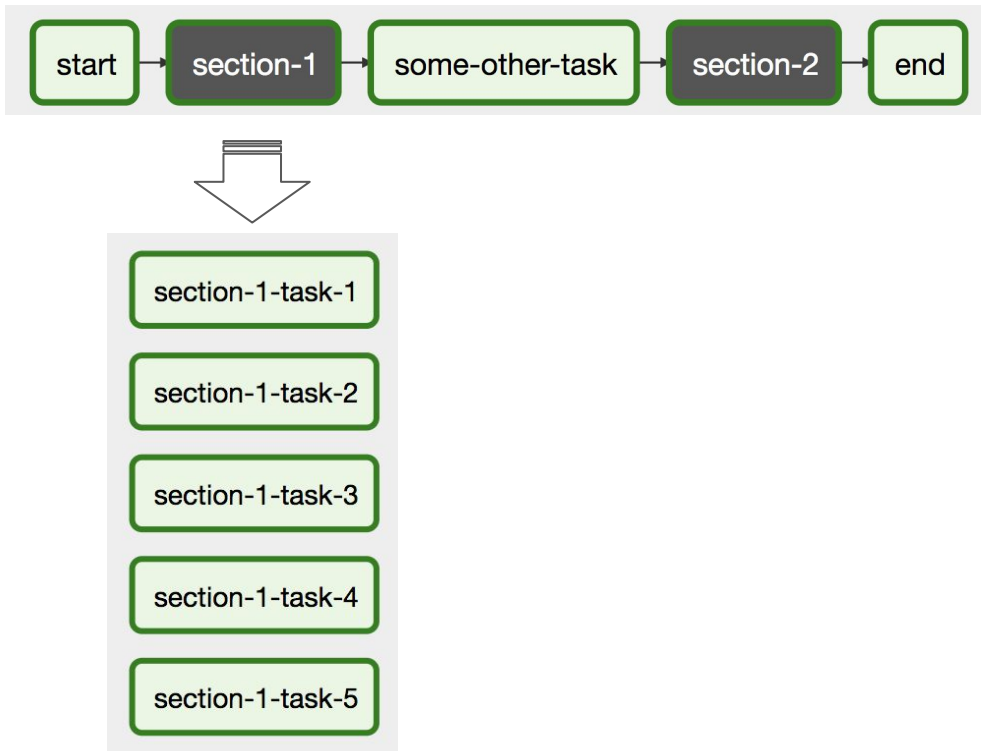 start
section-1
some-other-task
section-2
end
section-1-task-1
section-1-task-2
section-1-task-3
section-1-task-4
section-1-task-5